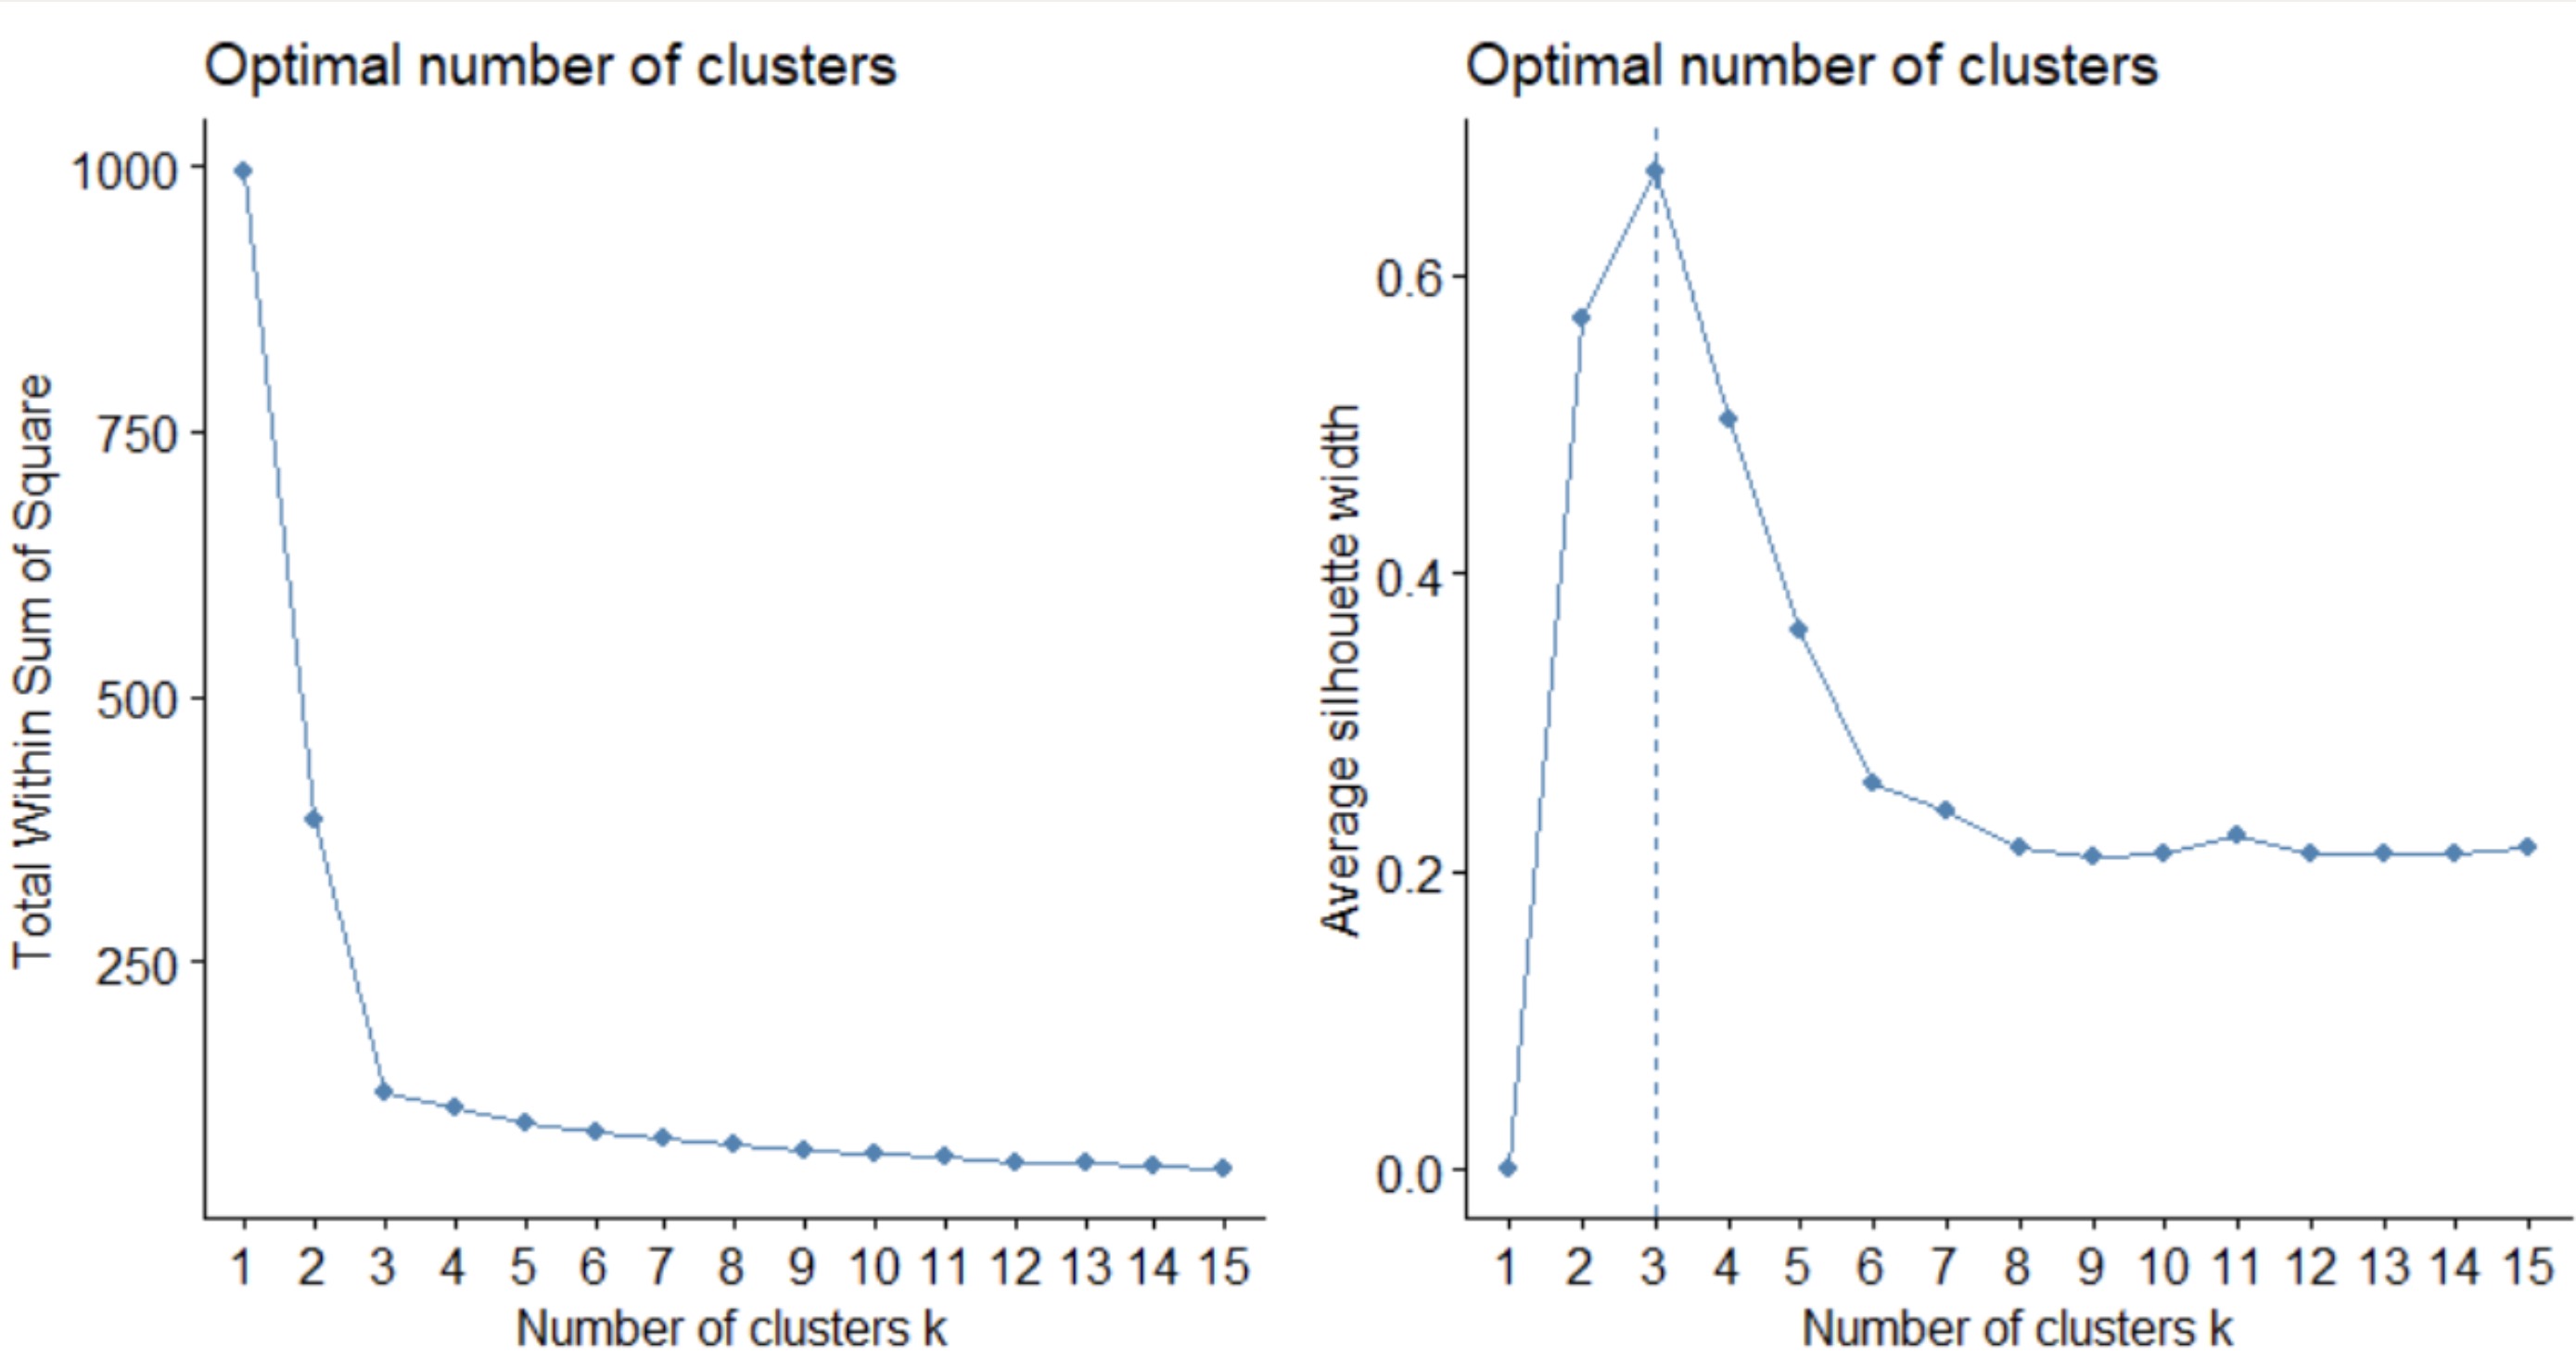 Optimal number of clusters
Total Within Sum of Square
1000
750
500
250
1 2 3 4 5 6 7 8 9 10 11 12 13 14 15
Number of clusters k
Optimal number of clusters
Average silhouette width
0.6
0.4
0.2
0.0
1 2 3 4 5 6 7 8 9 10 11 12 13 14 15
Number of clusters k